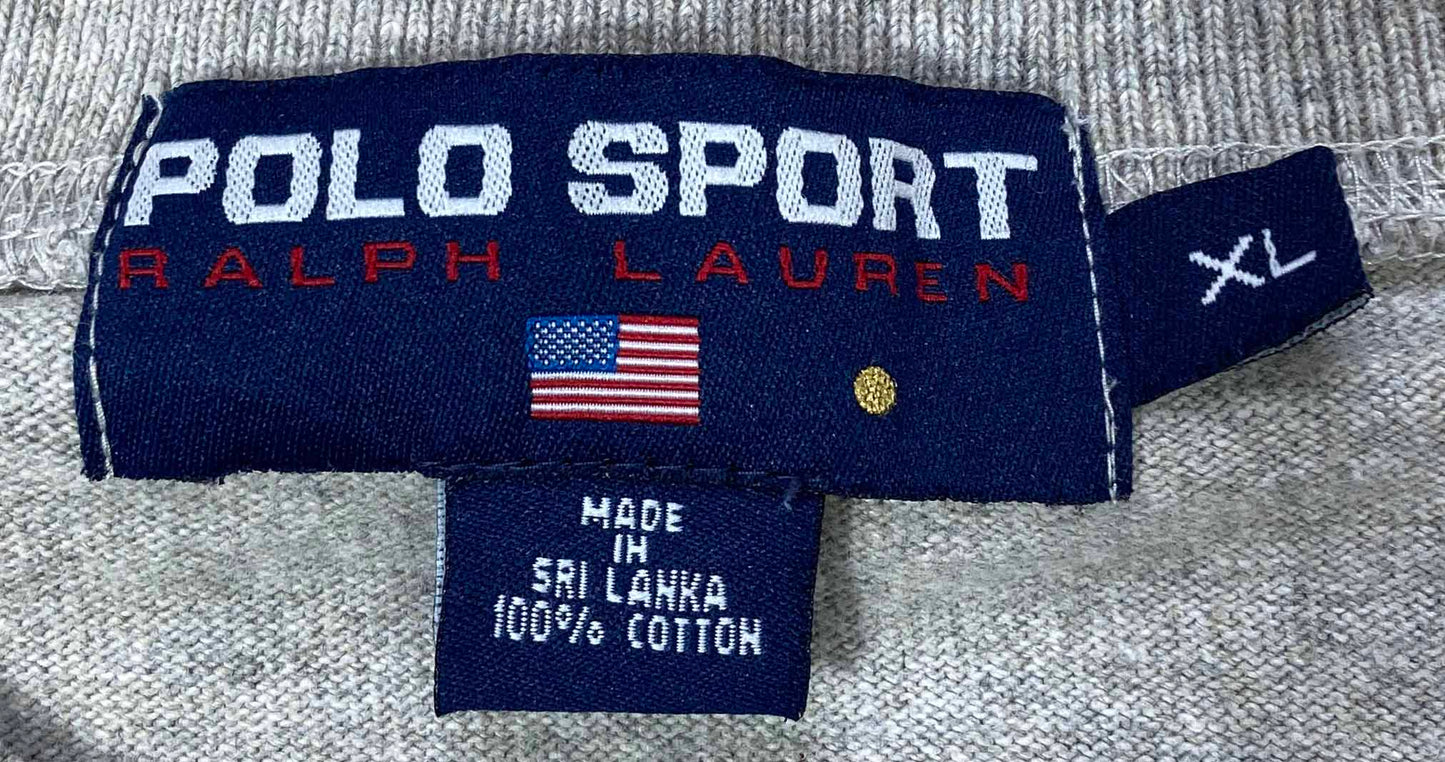 POLO SPORT
RALPH LAUREN
XL
MADE
IN
SRI LANKA
100% COTTON